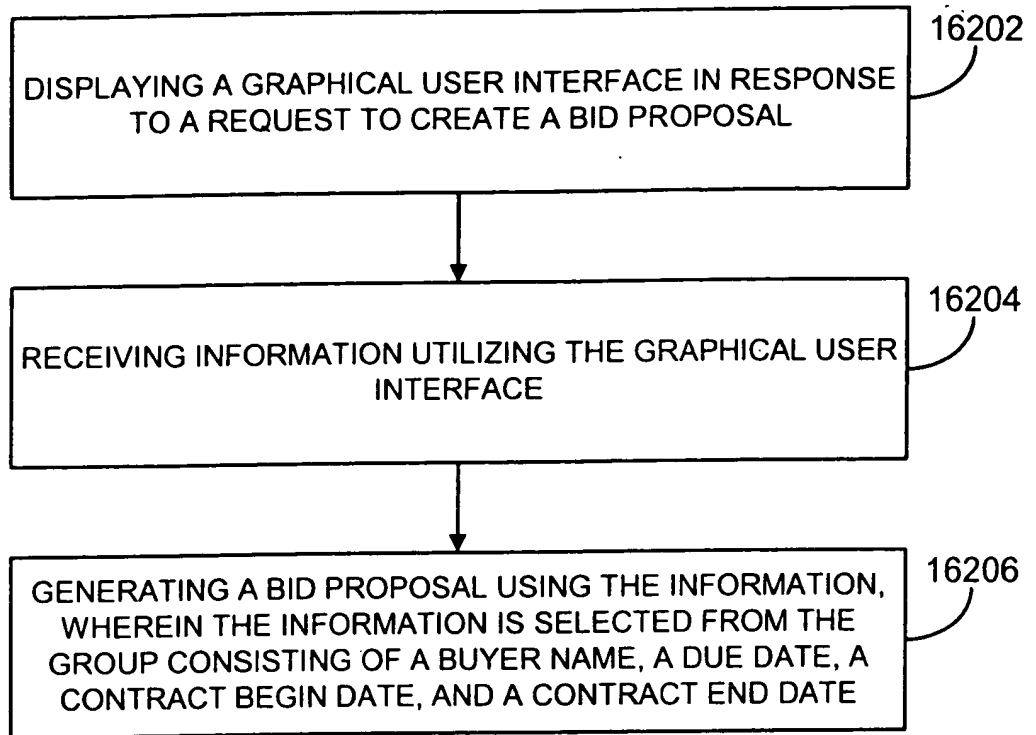 16202
DISPLAYING A GRAPHICAL USER INTERFACE IN RESPONSE
TO A REQUEST TO CREATE A BID PROPOSAL
16204
RECEIVING INFORMATION UTILIZING THE GRAPHICAL USER
INTERFACE
16206
GENERATING A BID PROPOSAL USING THE INFORMATION,
WHEREIN THE INFORMATION IS SELECTED FROM THE
GROUP CONSISTING OF A BUYER NAME, A DUE DATE, A
CONTRACT BEGIN DATE, AND A CONTRACT END DATE